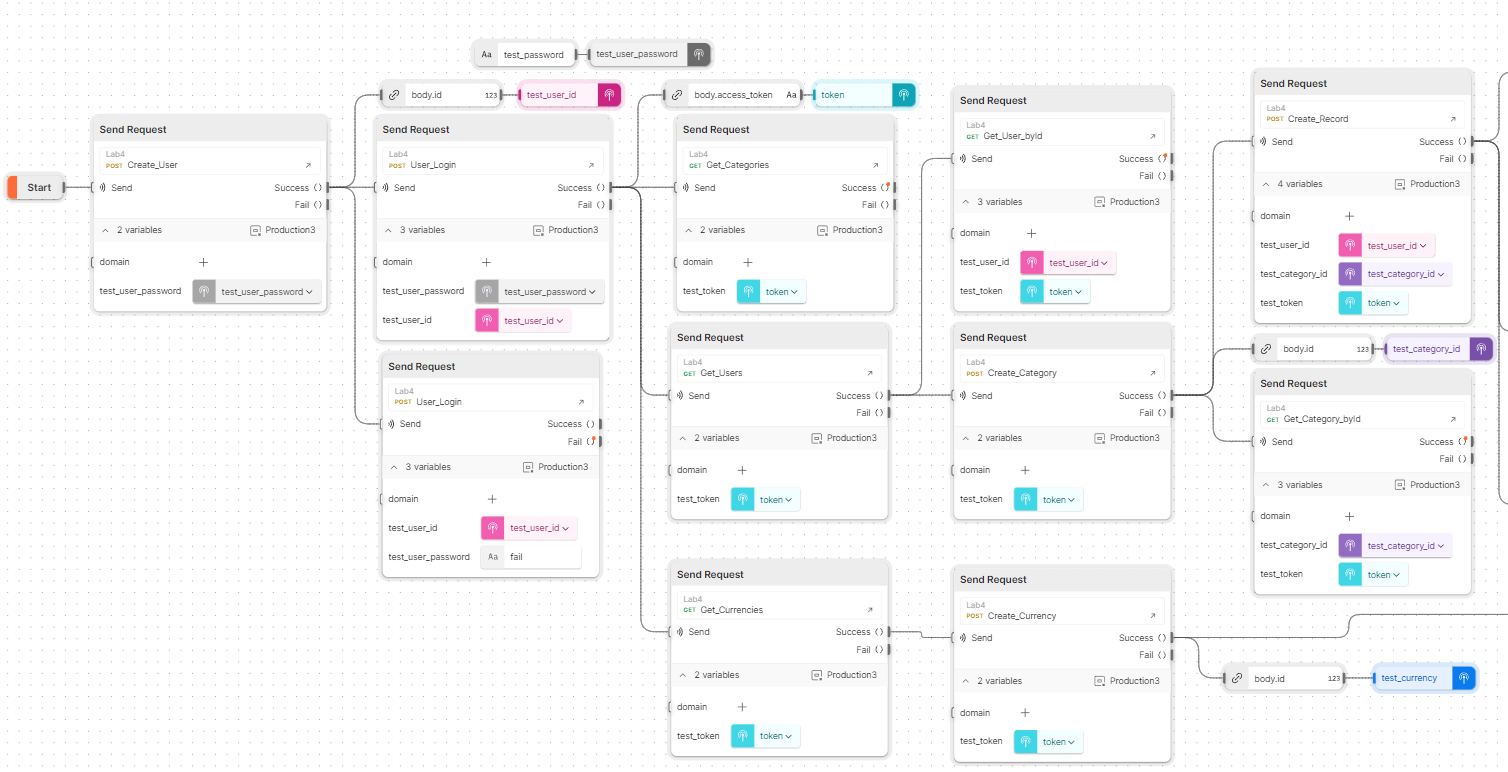 Aa test_password test_user_password
body.id 123 test_user_id
body.access_token Aa token
Start
Send Request
Lab4
POST Create_User
Send Success
Fail
2 variables Production3
domain
test_user_password test_user_password
Send Request
Lab4
POST User_Login
Send Success
Fail
3 variables Production3
domain
test_user_password test_user_password
test_user_id test_user_id
Send Request
Lab4
POST User_Login
Send Success
Fail
3 variables Production3
domain
test_user_id test_user_id
test_user_password Aa fail
Send Request
Lab4
GET Get_Categories
Send Success
Fail
2 variables Production3
domain
test_token token
Send Request
Lab4
GET Get_Users
Send Success
Fail
2 variables Production3
domain
test_token token
Send Request
Lab4
GET Get_Currencies
Send Success
Fail
2 variables Production3
domain
test_token token
Send Request
Lab4
GET Get_User_byId
Send Success
Fail
3 variables Production3
domain
test_user_id test_user_id
test_token token
Send Request
Lab4
POST Create_Category
Send Success
Fail
2 variables Production3
domain
test_token token
Send Request
Lab4
POST Create_Currency
Send Success
Fail
2 variables Production3
domain
test_token token
Send Request
Lab4
POST Create_Record
Send Success
Fail
4 variables Production3
domain
test_user_id test_user_id
test_category_id test_category_id
test_token token
body.id 123 test_category_id
Send Request
Lab4
GET Get_Category_byId
Send Success
Fail
3 variables Production3
domain
test_category_id test_category_id
test_token token
body.id 123 test_currency